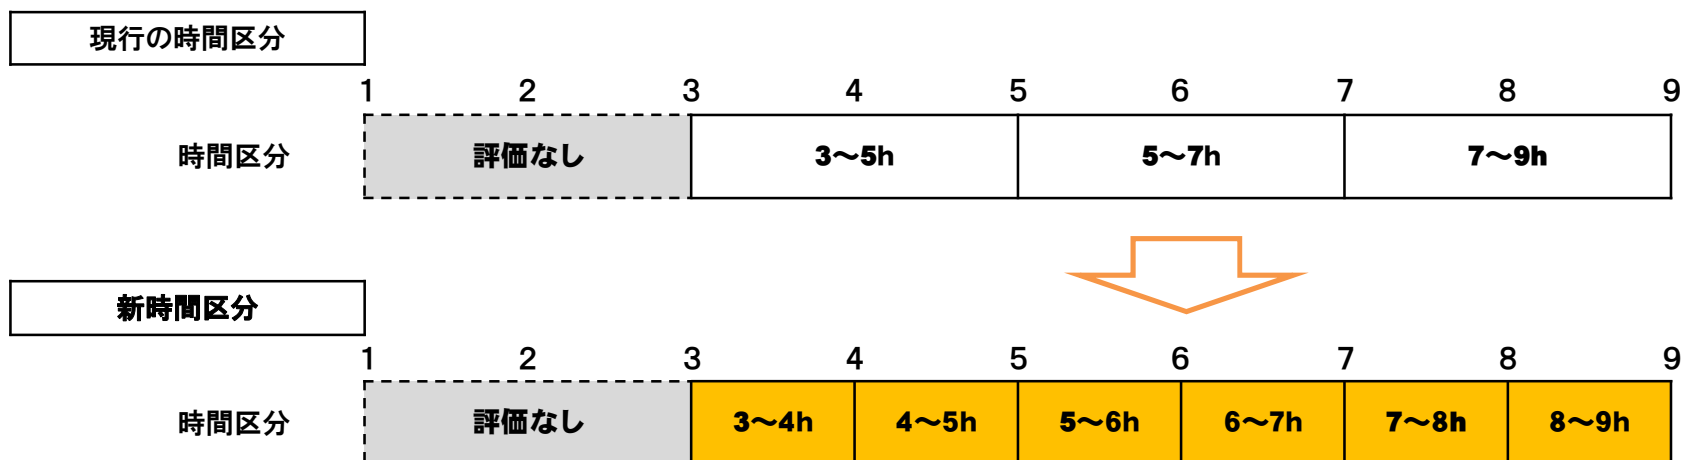 現行の時間区分
1 2 3 4 5 6 7 8 9
時間区分 評価なし 3～5h 5～7h 7～9h
新時間区分
1 2 3 4 5 6 7 8 9
時間区分 評価なし 3～4h 4～5h 5～6h 6～7h 7～8h 8～9h